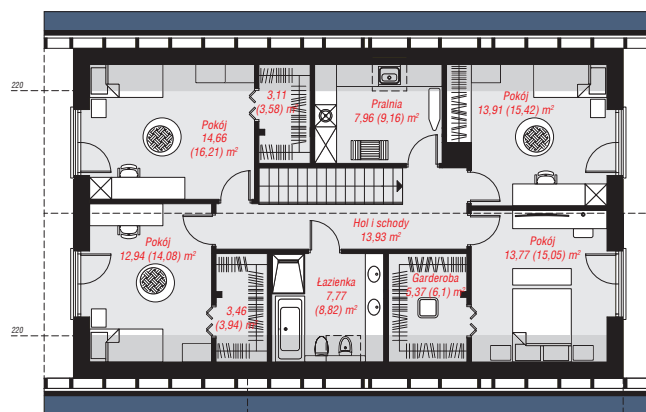 220
Pokój
14,66
(16,21) m²
3,11
(3,58) m²
Pralnia
7,96 (9,16) m²
Pokój
13,91 (15,42) m²
Hol i schody
13,93 m²
Pokój
12,94 (14,08) m²
3,46
(3,94) m²
Łazienka
7,77
(8,82) m²
Garderoba
5,37 (6,1) m²
Pokój
13,77 (15,05) m²
220